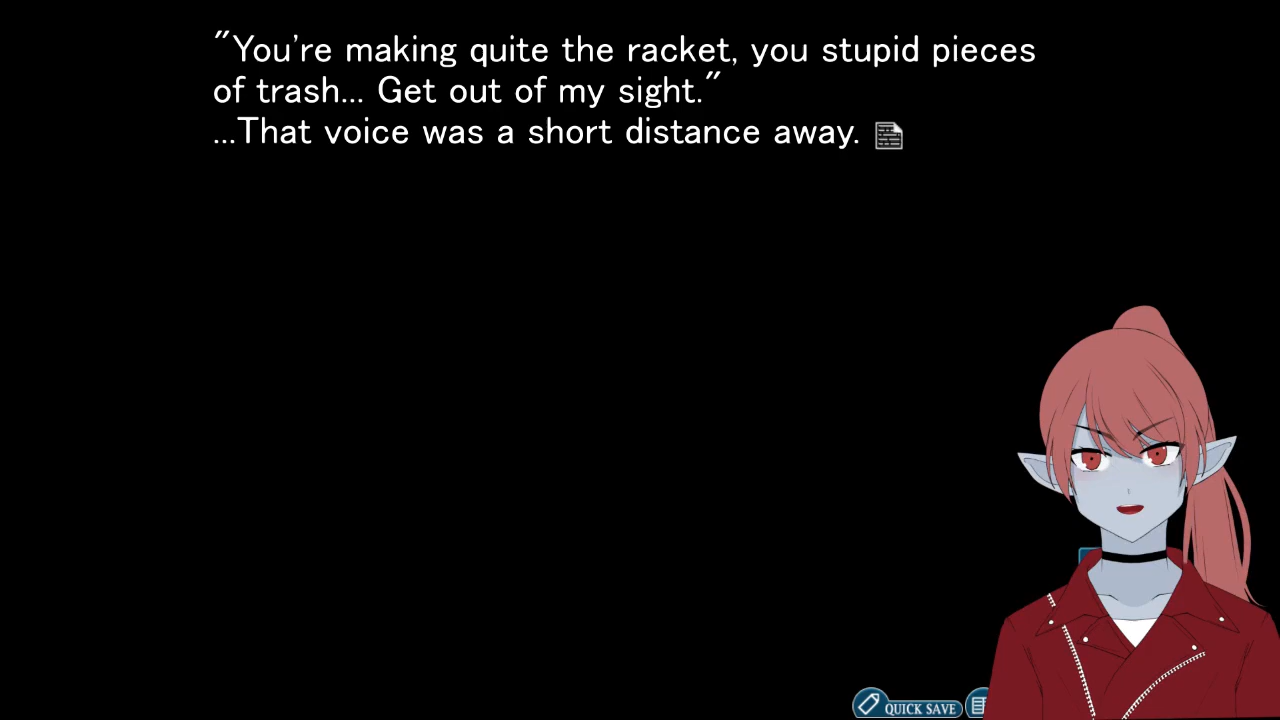 "You're making quite the racket, you stupid pieces
of trash... Get out of my sight."
...That voice was a short distance away.
QUICK SAVE